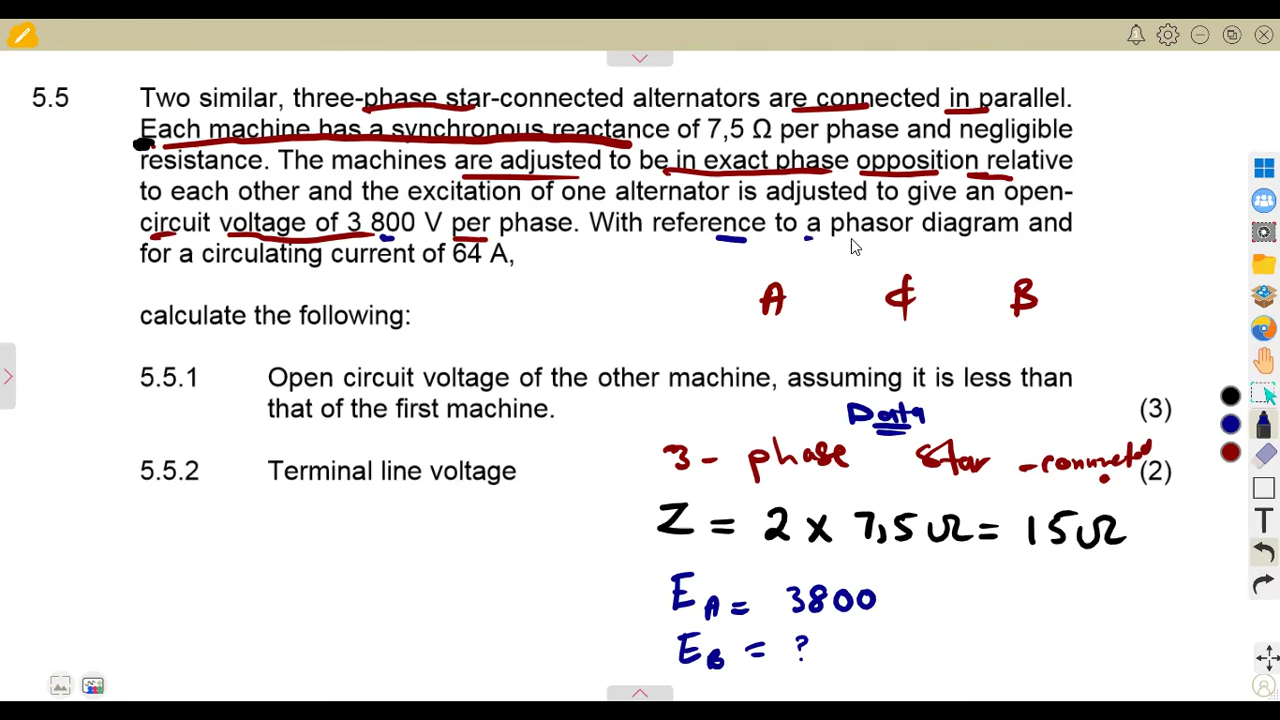 5.5 Two similar, three-phase star-connected alternators are connected in parallel.
Each machine has a synchronous reactance of 7,5 Ω per phase and negligible
resistance. The machines are adjusted to be in exact phase opposition relative
to each other and the excitation of one alternator is adjusted to give an open-
circuit voltage of 3 800 V per phase. With reference to a phasor diagram and
for a circulating current of 64 A,
A ȼ B
calculate the following:
5.5.1 Open circuit voltage of the other machine, assuming it is less than
that of the first machine. (3)
Data
3 - phase star - connected
5.5.2 Terminal line voltage (2)
Z = 2 x 7,5Ω = 15Ω
E_A = 3800
E_B = ?
T